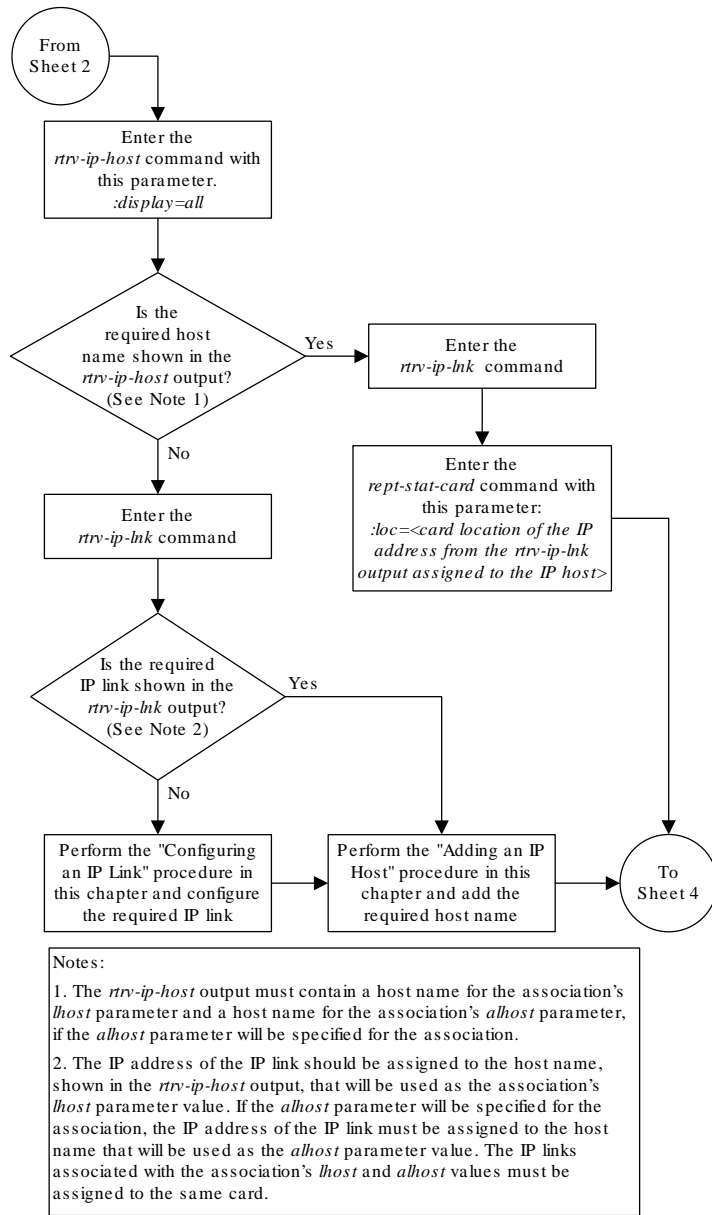 From
Sheet 2
Enter the
rtrv-ip-host command with
this parameter.
:display=all
Is the
required host
name shown in the
rtrv-ip-host output?
(See Note 1)
Yes
Enter the
rtrv-ip-lnk command
No
Enter the
rept-stat-card command with
this parameter:
:loc=<card location of the IP
address from the rtrv-ip-lnk
output assigned to the IP host>
Enter the
rtrv-ip-lnk command
Is the required
IP link shown in the
rtrv-ip-lnk output?
(See Note 2)
Yes
No
Perform the "Configuring
an IP Link" procedure in
this chapter and configure
the required IP link
Perform the "Adding an IP
Host" procedure in this
chapter and add the
required host name
To
Sheet 4
Notes:
1. The rtrv-ip-host output must contain a host name for the association’s
lhost parameter and a host name for the association’s alhost parameter,
if the alhost parameter will be specified for the association.
2. The IP address of the IP link should be assigned to the host name,
shown in the rtrv-ip-host output, that will be used as the association’s
lhost parameter value. If the alhost parameter will be specified for the
association, the IP address of the IP link must be assigned to the host
name that will be used as the alhost parameter value. The IP links
associated with the association’s lhost and alhost values must be
assigned to the same card.